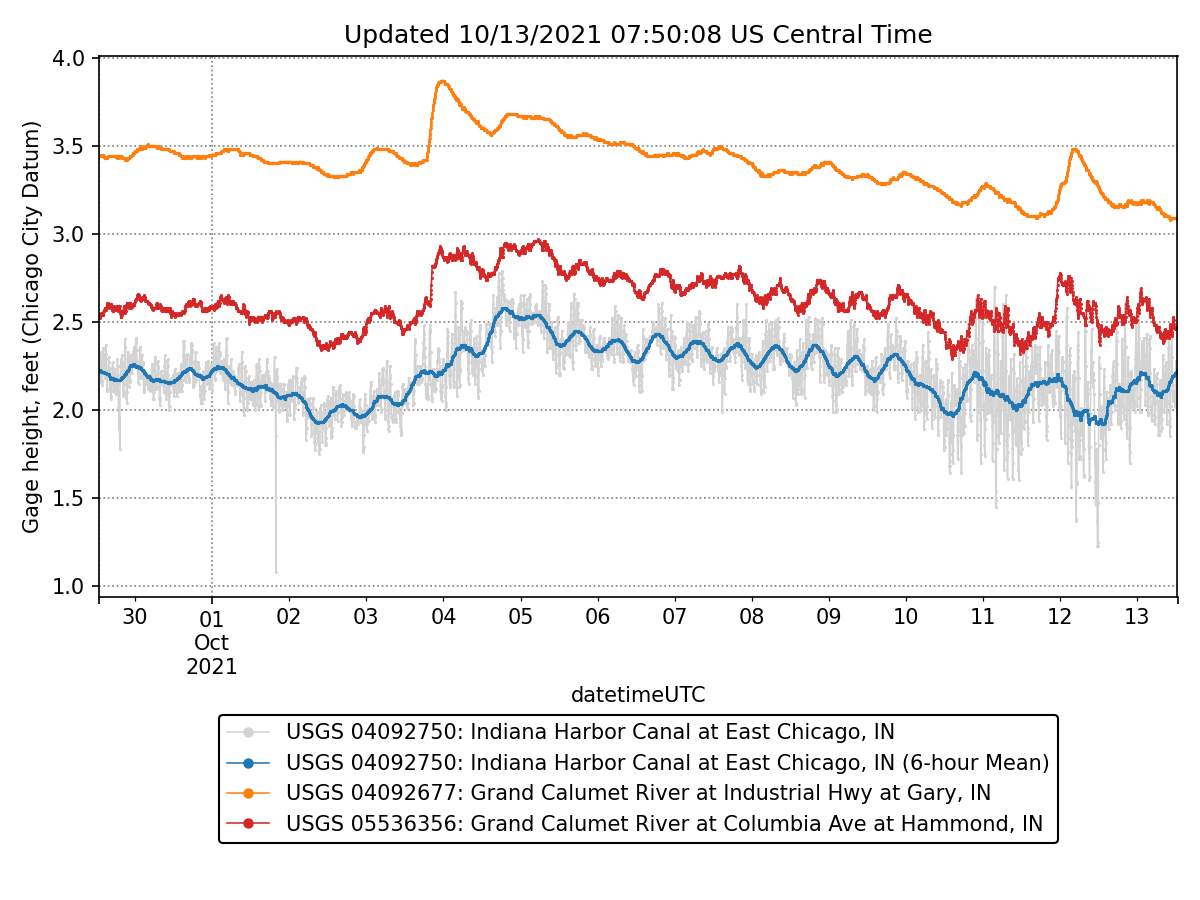 Updated 10/13/2021 07:50:08 US Central Time
Gage height, feet (Chicago City Datum)
4.0
3.5
3.0
2.5
2.0
1.5
1.0
30 01 02 03 04 05 06 07 08 09 10 11 12 13
Oct
2021
datetimeUTC
USGS 04092750: Indiana Harbor Canal at East Chicago, IN
USGS 04092750: Indiana Harbor Canal at East Chicago, IN (6-hour Mean)
USGS 04092677: Grand Calumet River at Industrial Hwy at Gary, IN
USGS 05536356: Grand Calumet River at Columbia Ave at Hammond, IN